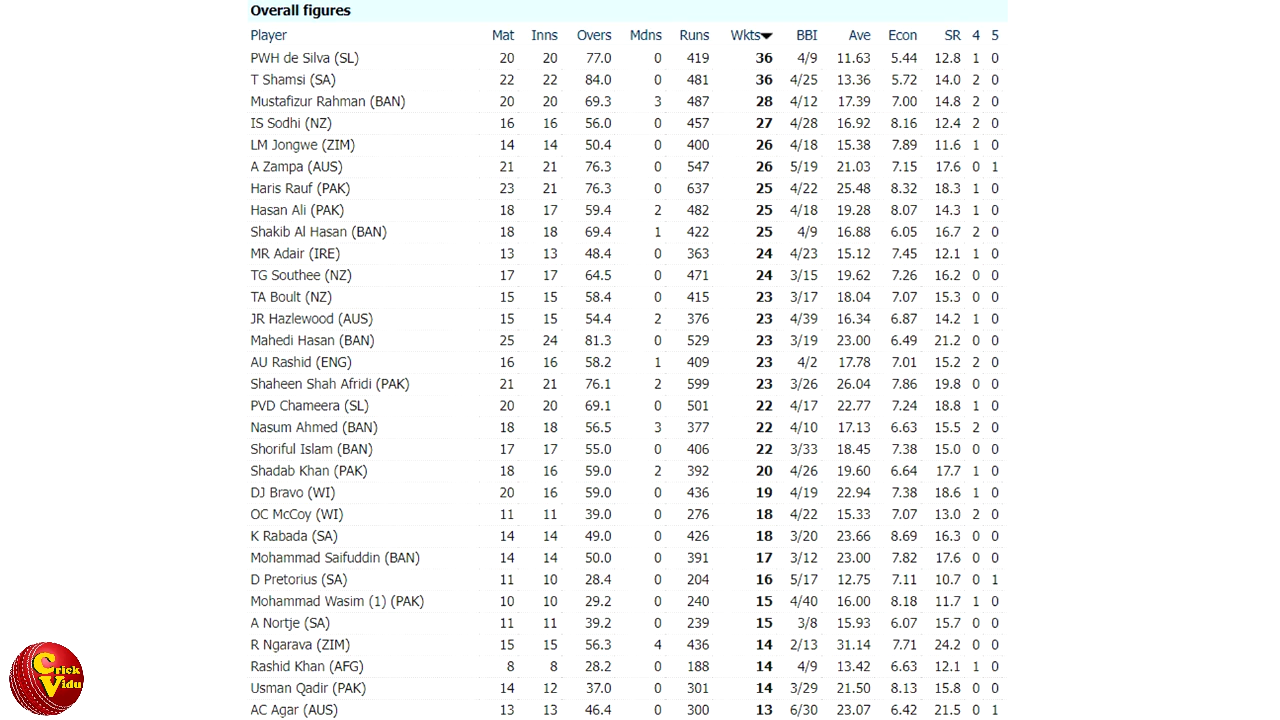 Overall figures
Player Mat Inns Overs Mdns Runs Wkts BBI Ave Econ SR 4 5
PWH de Silva (SL) 20 20 77.0 0 419 36 4/9 11.63 5.44 12.8 1 0
T Shamsi (SA) 22 22 84.0 0 481 36 4/25 13.36 5.72 14.0 2 0
Mustafizur Rahman (BAN) 20 20 69.3 3 487 28 4/12 17.39 7.00 14.8 2 0
IS Sodhi (NZ) 16 16 56.0 0 457 27 4/28 16.92 8.16 12.4 2 0
LM Jongwe (ZIM) 14 14 50.4 0 400 26 4/18 15.38 7.89 11.6 1 0
A Zampa (AUS) 21 21 76.3 0 547 26 5/19 21.03 7.15 17.6 0 1
Haris Rauf (PAK) 23 21 76.3 0 637 25 4/22 25.48 8.32 18.3 1 0
Hasan Ali (PAK) 18 17 59.4 2 482 25 4/18 19.28 8.07 14.3 1 0
Shakib Al Hasan (BAN) 18 18 69.4 1 422 25 4/9 16.88 6.05 16.7 2 0
MR Adair (IRE) 13 13 48.4 0 363 24 4/23 15.12 7.45 12.1 1 0
TG Southee (NZ) 17 17 64.5 0 471 24 3/15 19.62 7.26 16.2 0 0
TA Boult (NZ) 15 15 58.4 0 415 23 3/17 18.04 7.07 15.3 0 0
JR Hazlewood (AUS) 15 15 54.4 2 376 23 4/39 16.34 6.87 14.2 1 0
Mahedi Hasan (BAN) 25 24 81.3 0 529 23 3/19 23.00 6.49 21.2 0 0
AU Rashid (ENG) 16 16 58.2 1 409 23 4/2 17.78 7.01 15.2 2 0
Shaheen Shah Afridi (PAK) 21 21 76.1 2 599 23 3/26 26.04 7.86 19.8 0 0
PVD Chameera (SL) 20 20 69.1 0 501 22 4/17 22.77 7.24 18.8 1 0
Nasum Ahmed (BAN) 18 18 56.5 3 377 22 4/10 17.13 6.63 15.5 2 0
Shoriful Islam (BAN) 17 17 55.0 0 406 22 3/33 18.45 7.38 15.0 0 0
Shadab Khan (PAK) 18 16 59.0 2 392 20 4/26 19.60 6.64 17.7 1 0
DJ Bravo (WI) 20 16 59.0 0 436 19 4/19 22.94 7.38 18.6 1 0
OC McCoy (WI) 11 11 39.0 0 276 18 4/22 15.33 7.07 13.0 2 0
K Rabada (SA) 14 14 49.0 0 426 18 3/20 23.66 8.69 16.3 0 0
Mohammad Saifuddin (BAN) 14 14 50.0 0 391 17 3/12 23.00 7.82 17.6 0 0
D Pretorius (SA) 11 10 28.4 0 204 16 5/17 12.75 7.11 10.7 0 1
Mohammad Wasim (1) (PAK) 10 10 29.2 0 240 15 4/40 16.00 8.18 11.7 1 0
A Nortje (SA) 11 11 39.2 0 239 15 3/8 15.93 6.07 15.7 0 0
R Ngarava (ZIM) 15 15 56.3 4 436 14 2/13 31.14 7.71 24.2 0 0
Rashid Khan (AFG) 8 8 28.2 0 188 14 4/9 13.42 6.63 12.1 1 0
Usman Qadir (PAK) 14 12 37.0 0 301 14 3/29 21.50 8.13 15.8 0 0
AC Agar (AUS) 13 13 46.4 0 300 13 6/30 23.07 6.42 21.5 0 1
Crick
Vidu